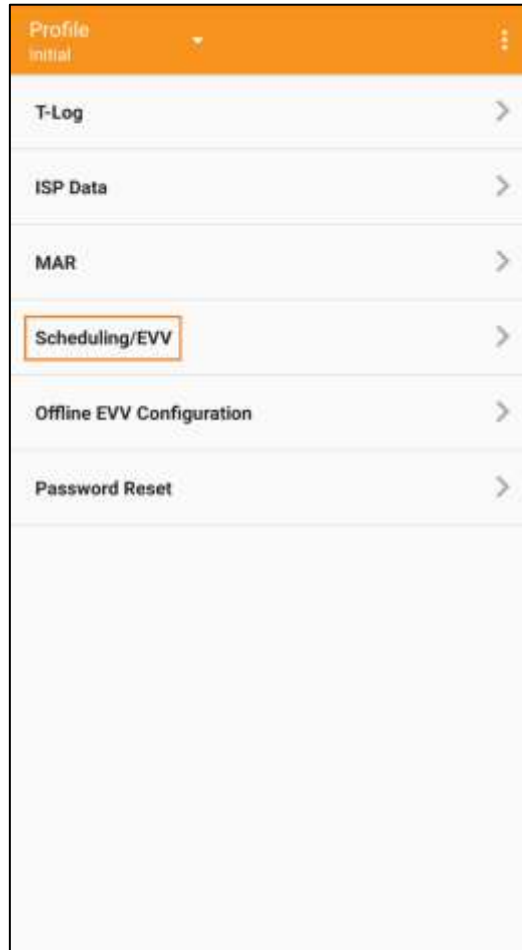 Profile
Initial
T-Log
ISP Data
MAR
Scheduling/EVV
Offline EVV Configuration
Password Reset